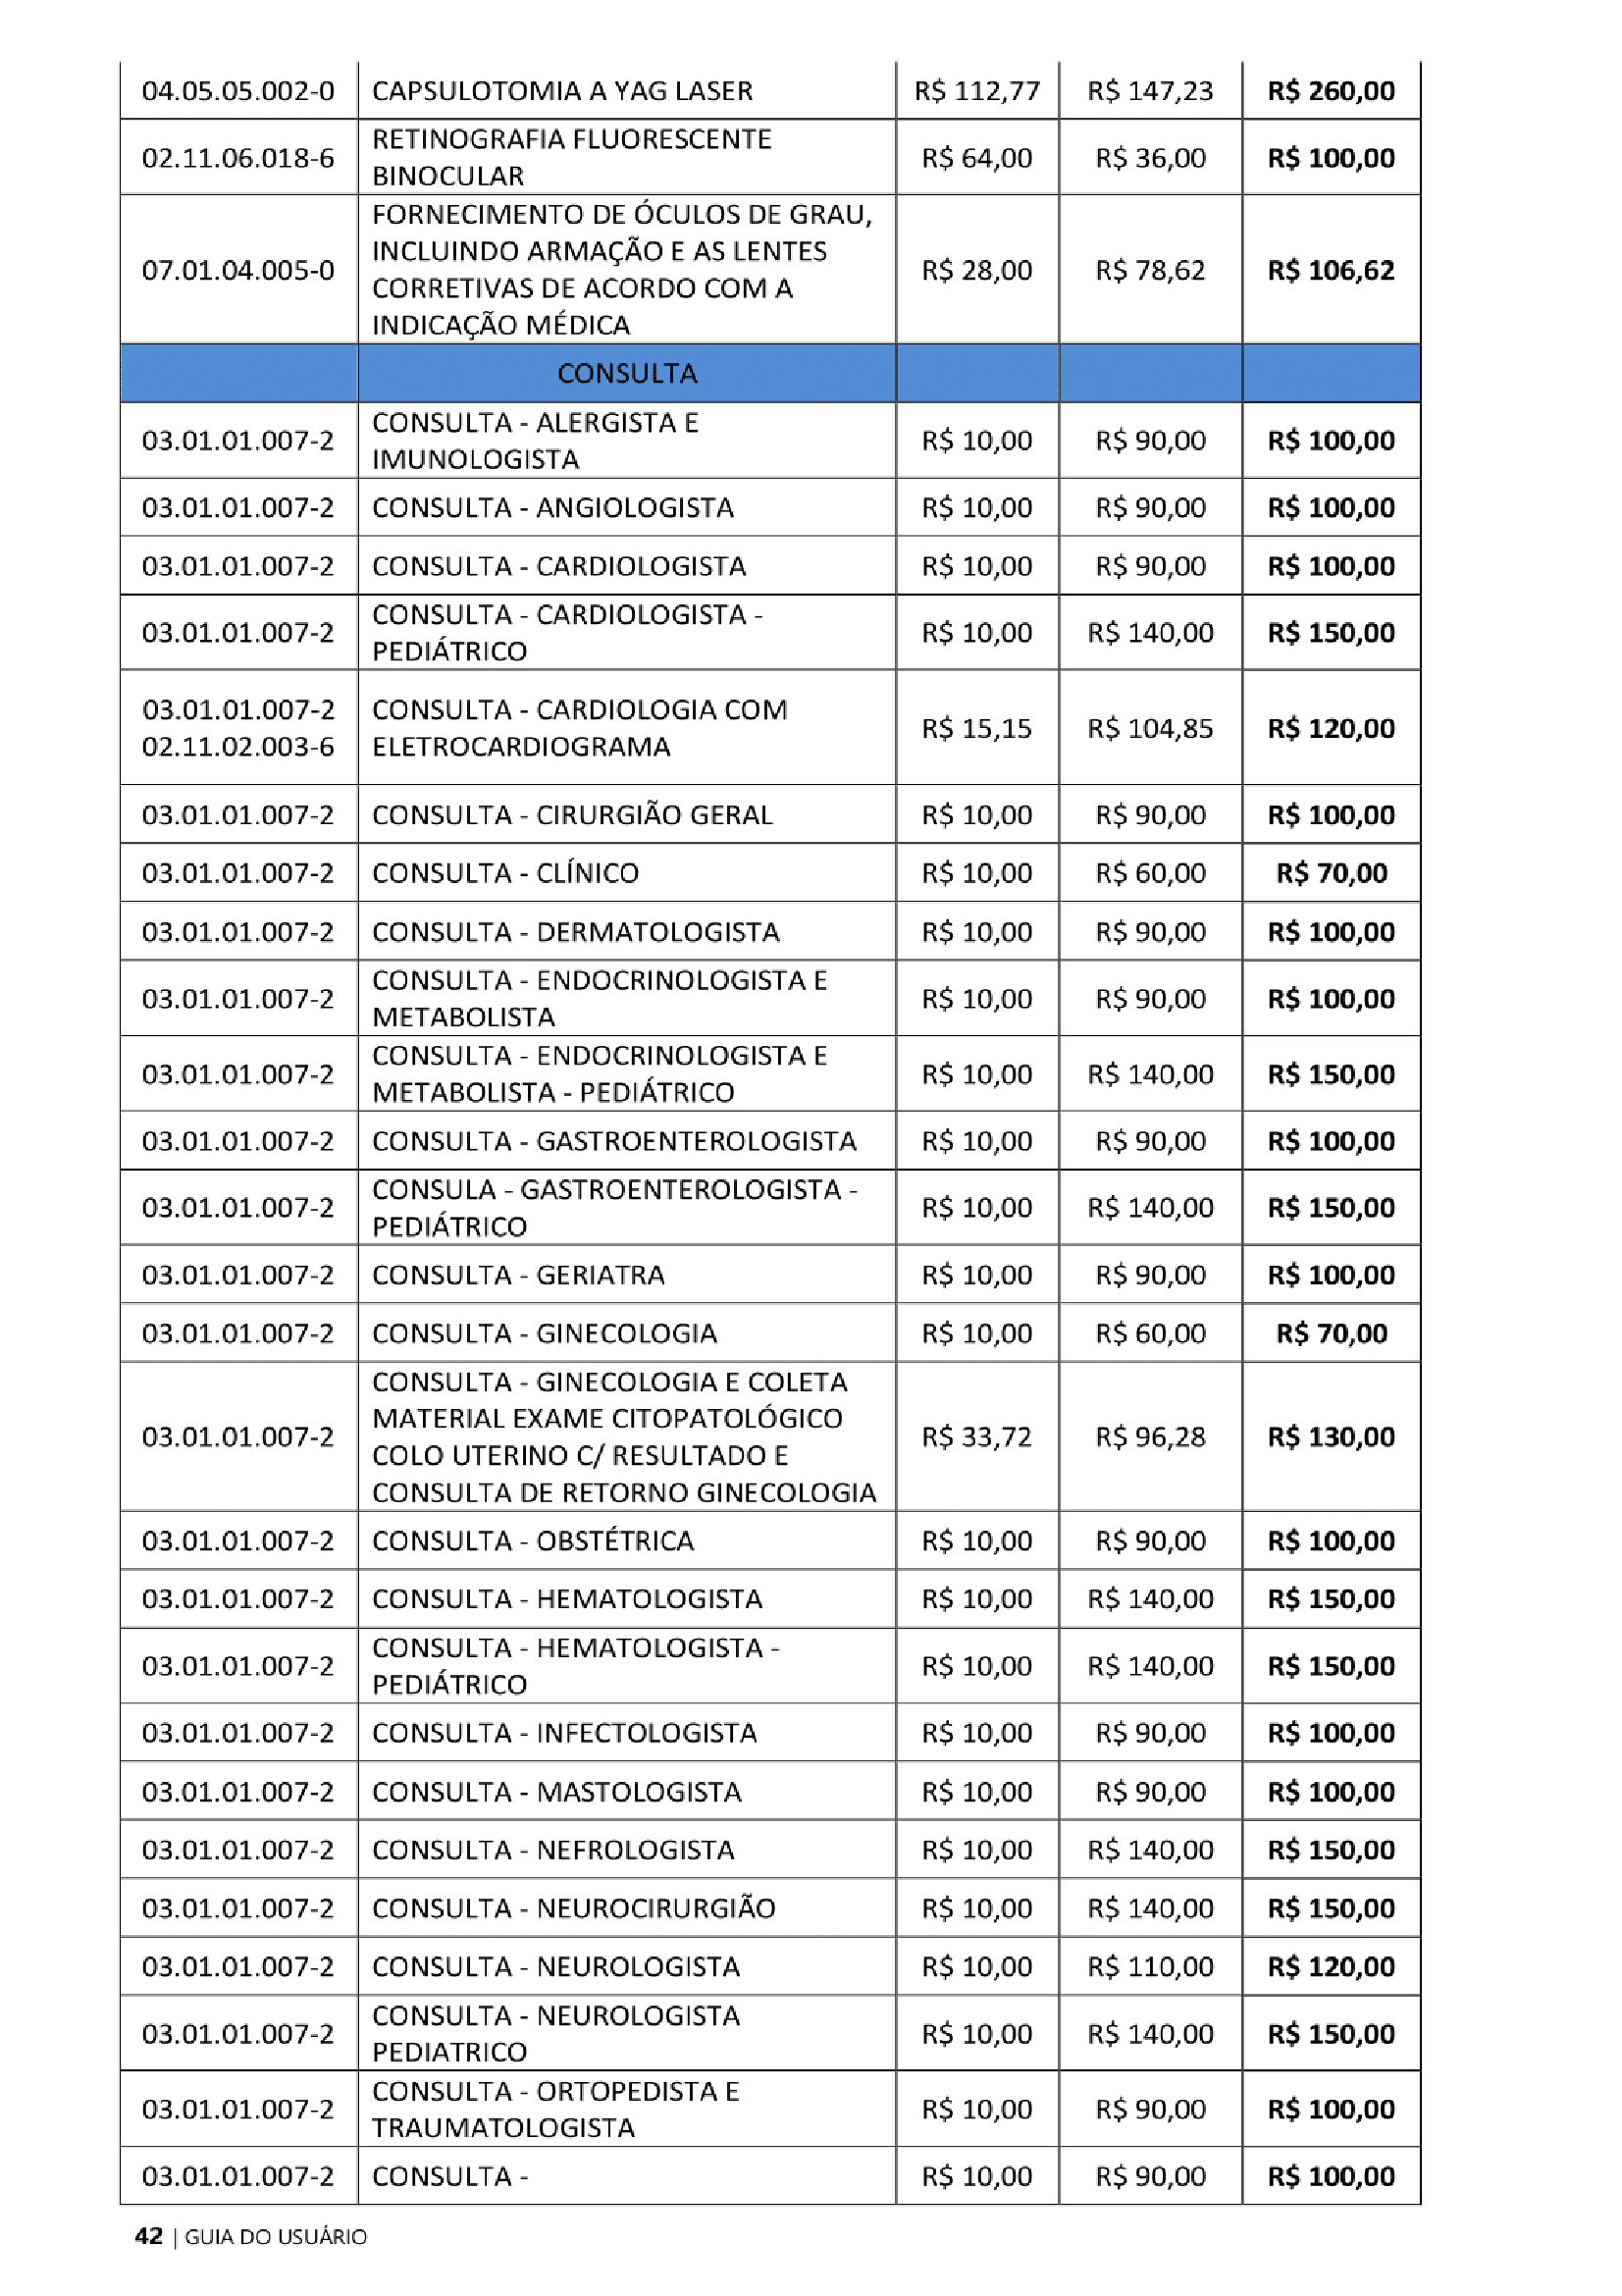 04.05.05.002-0 CAPSULOTOMIA A YAG LASER R$ 112,77 R$ 147,23 R$ 260,00
02.11.06.018-6 RETINOGRAFIA FLUORESCENTE
BINOCULAR R$ 64,00 R$ 36,00 R$ 100,00
07.01.04.005-0 FORNECIMENTO DE ÓCULOS DE GRAU,
INCLUINDO ARMAÇÃO E AS LENTES
CORRETIVAS DE ACORDO COM A
INDICAÇÃO MÉDICA R$ 28,00 R$ 78,62 R$ 106,62
CONSULTA
03.01.01.007-2 CONSULTA - ALERGISTA E
IMUNOLOGISTA R$ 10,00 R$ 90,00 R$ 100,00
03.01.01.007-2 CONSULTA - ANGIOLOGISTA R$ 10,00 R$ 90,00 R$ 100,00
03.01.01.007-2 CONSULTA - CARDIOLOGISTA R$ 10,00 R$ 90,00 R$ 100,00
03.01.01.007-2 CONSULTA - CARDIOLOGISTA -
PEDIÁTRICO R$ 10,00 R$ 140,00 R$ 150,00
03.01.01.007-2 CONSULTA - CARDIOLOGIA COM
02.11.02.003-6 ELETROCARDIOGRAMA R$ 15,15 R$ 104,85 R$ 120,00
03.01.01.007-2 CONSULTA - CIRURGIÃO GERAL R$ 10,00 R$ 90,00 R$ 100,00
03.01.01.007-2 CONSULTA - CLÍNICO R$ 10,00 R$ 60,00 R$ 70,00
03.01.01.007-2 CONSULTA - DERMATOLOGISTA R$ 10,00 R$ 90,00 R$ 100,00
03.01.01.007-2 CONSULTA - ENDOCRINOLOGISTA E
METABOLISTA R$ 10,00 R$ 90,00 R$ 100,00
03.01.01.007-2 CONSULTA - ENDOCRINOLOGISTA E
METABOLISTA - PEDIÁTRICO R$ 10,00 R$ 140,00 R$ 150,00
03.01.01.007-2 CONSULTA - GASTROENTEROLOGISTA R$ 10,00 R$ 90,00 R$ 100,00
03.01.01.007-2 CONSULA - GASTROENTEROLOGISTA -
PEDIÁTRICO R$ 10,00 R$ 140,00 R$ 150,00
03.01.01.007-2 CONSULTA - GERIATRA R$ 10,00 R$ 90,00 R$ 100,00
03.01.01.007-2 CONSULTA - GINECOLOGIA R$ 10,00 R$ 60,00 R$ 70,00
03.01.01.007-2 CONSULTA - GINECOLOGIA E COLETA
MATERIAL EXAME CITOPATOLÓGICO
COLO UTERINO C/ RESULTADO E
CONSULTA DE RETORNO GINECOLOGIA R$ 33,72 R$ 96,28 R$ 130,00
03.01.01.007-2 CONSULTA - OBSTÉTRICA R$ 10,00 R$ 90,00 R$ 100,00
03.01.01.007-2 CONSULTA - HEMATOLOGISTA R$ 10,00 R$ 140,00 R$ 150,00
03.01.01.007-2 CONSULTA - HEMATOLOGISTA -
PEDIÁTRICO R$ 10,00 R$ 140,00 R$ 150,00
03.01.01.007-2 CONSULTA - INFECTOLOGISTA R$ 10,00 R$ 90,00 R$ 100,00
03.01.01.007-2 CONSULTA - MASTOLOGISTA R$ 10,00 R$ 90,00 R$ 100,00
03.01.01.007-2 CONSULTA - NEFROLOGISTA R$ 10,00 R$ 140,00 R$ 150,00
03.01.01.007-2 CONSULTA - NEUROCIRURGIÃO R$ 10,00 R$ 140,00 R$ 150,00
03.01.01.007-2 CONSULTA - NEUROLOGISTA R$ 10,00 R$ 110,00 R$ 120,00
03.01.01.007-2 CONSULTA - NEUROLOGISTA
PEDIATRICO R$ 10,00 R$ 140,00 R$ 150,00
03.01.01.007-2 CONSULTA - ORTOPEDISTA E
TRAUMATOLOGISTA R$ 10,00 R$ 90,00 R$ 100,00
03.01.01.007-2 CONSULTA - R$ 10,00 R$ 90,00 R$ 100,00
42 | GUIA DO USUÁRIO